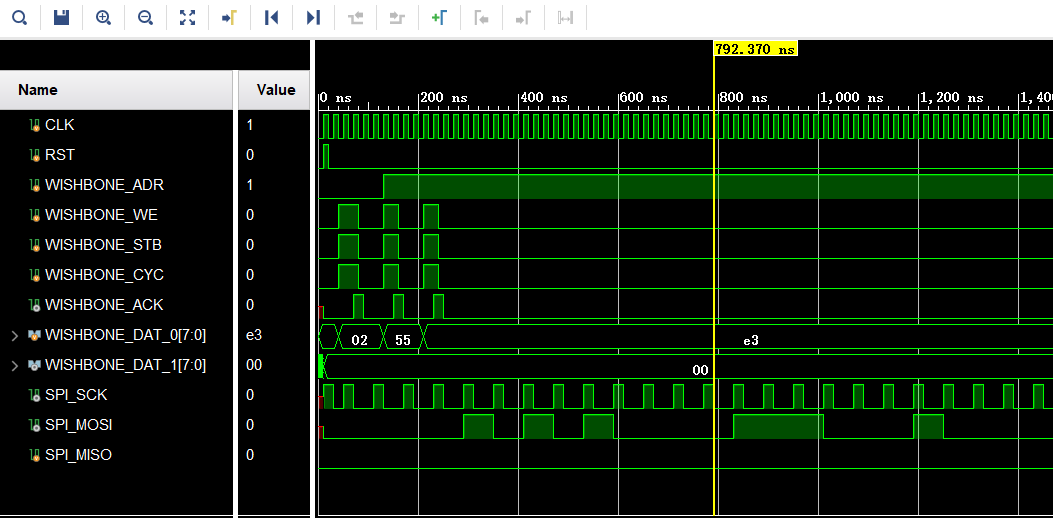 792.370 ns
Name Value
0 ns 200 ns 400 ns 600 ns 800 ns 1,000 ns 1,200 ns 1,4
CLK 1
RST 0
WISHBONE_ADR 1
WISHBONE_WE 0
WISHBONE_STB 0
WISHBONE_CYC 0
WISHBONE_ACK 0
WISHBONE_DAT_0[7:0] e3 02 55 e3
WISHBONE_DAT_1[7:0] 00 00
SPI_SCK 0
SPI_MOSI 0
SPI_MISO 0